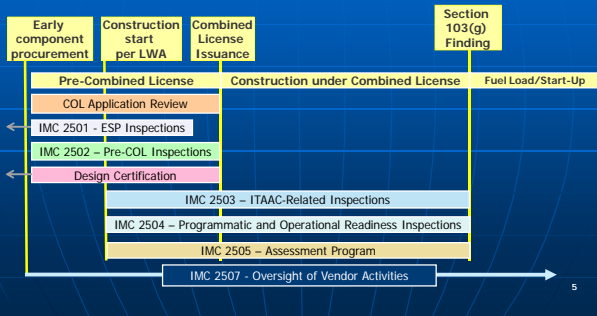 Early
component
procurement
Construction
start
per LWA
Combined
License
Issuance
Section
103(g)
Finding
Pre-Combined License
Construction under Combined License
Fuel Load/Start-Up
COL Application Review
IMC 2501 - ESP Inspections
IMC 2502 – Pre-COL Inspections
Design Certification
IMC 2503 – ITAAC-Related Inspections
IMC 2504 – Programmatic and Operational Readiness Inspections
IMC 2505 – Assessment Program
IMC 2507 - Oversight of Vendor Activities
5